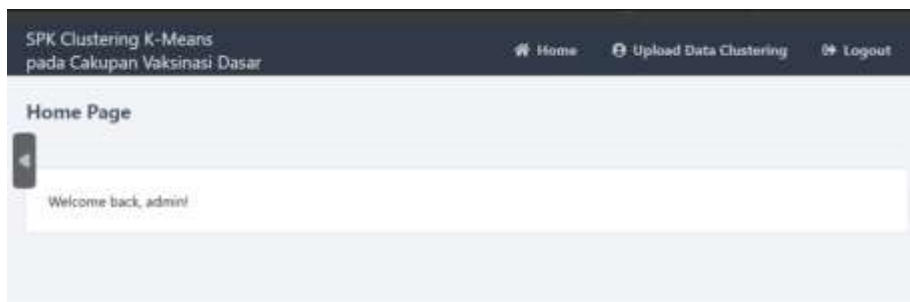 SPK Clustering K-Means
pada Cakupan Vaksinasi Dasar
Home Upload Data Clustering Logout
Home Page
Welcome back, admin!